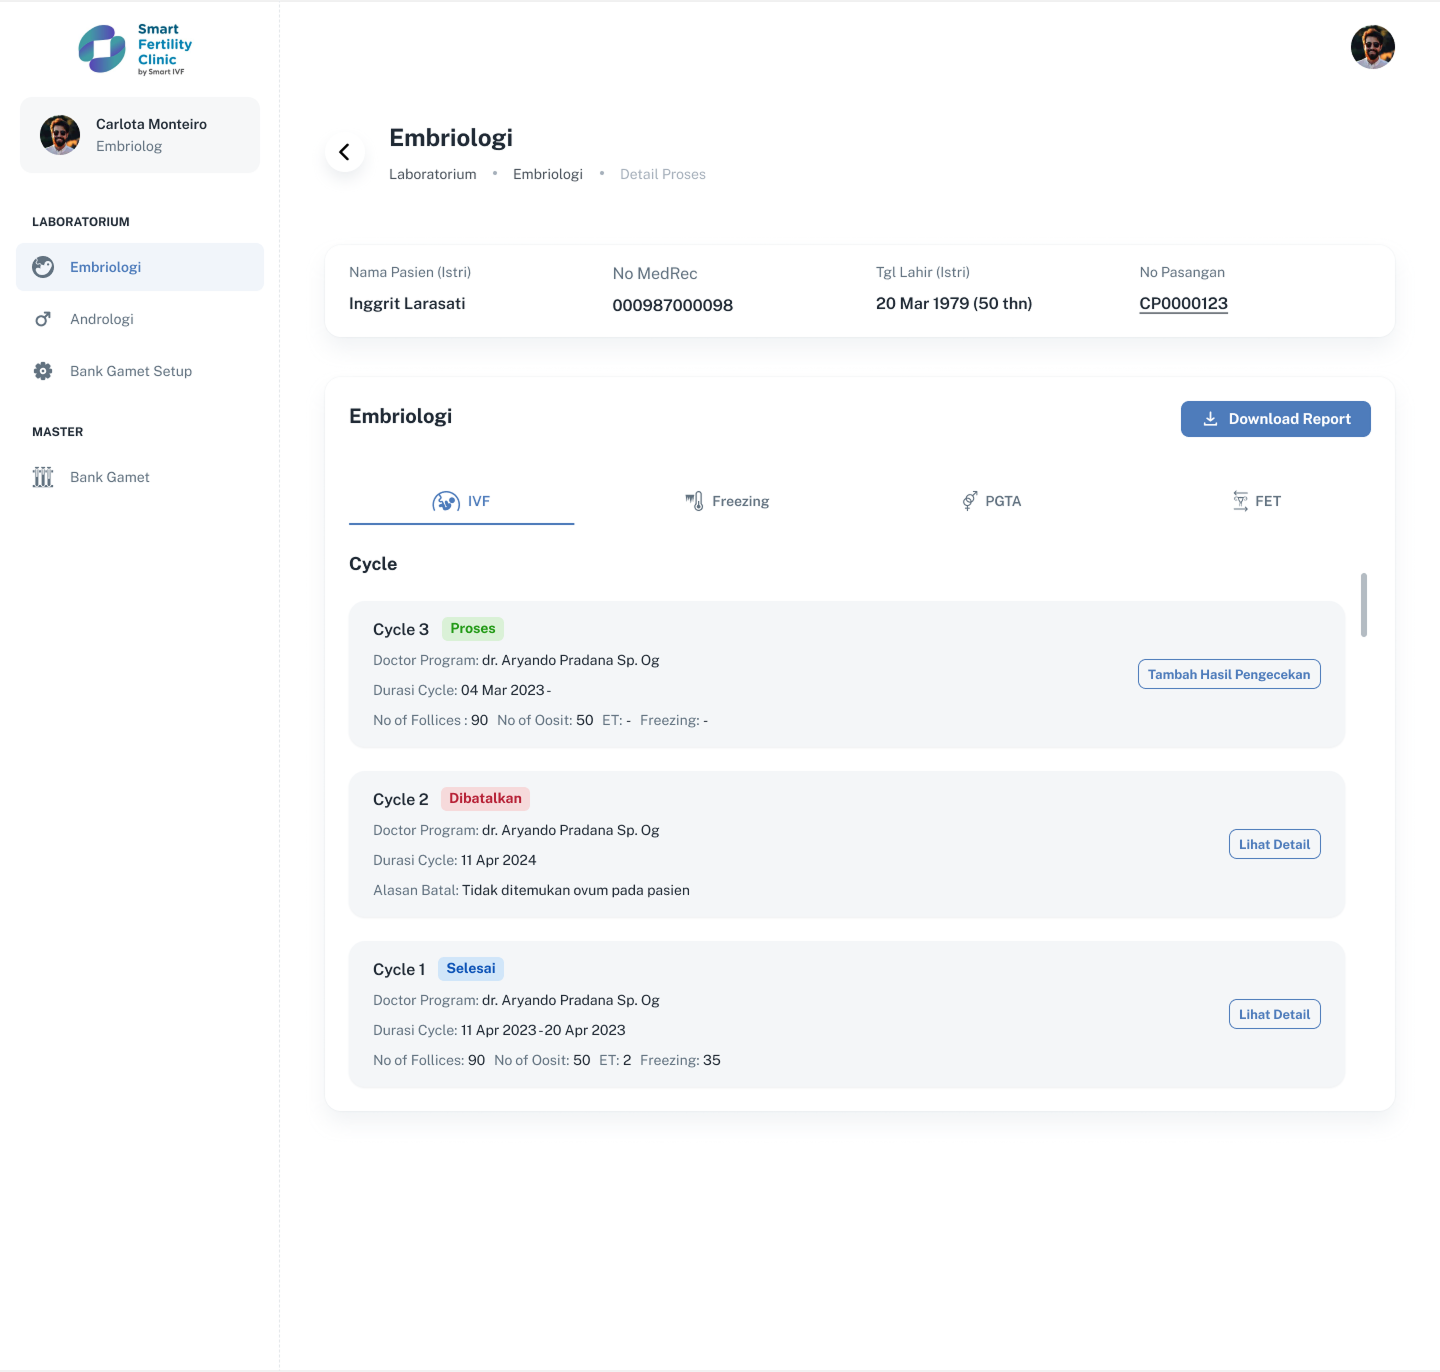 Smart
Fertility
Clinic
by Smart IVF
Carlota Monteiro
Embriolog
LABORATORIUM
Embriologi
Andrologi
Bank Gamet Setup
MASTER
Bank Gamet
Embriologi
Laboratorium • Embriologi • Detail Proses
Nama Pasien (Istri)
Inggrit Larasati
No MedRec
000987000098
Tgl Lahir (Istri)
20 Mar 1979 (50 thn)
No Pasangan
CP0000123
Embriologi
Download Report
IVF
Freezing
PGTA
FET
Cycle
Cycle 3 Proses
Doctor Program: dr. Aryando Pradana Sp. Og
Durasi Cycle: 04 Mar 2023 -
No of Follices : 90 No of Oosit: 50 ET: - Freezing: -
Tambah Hasil Pengecekan
Cycle 2 Dibatalkan
Doctor Program: dr. Aryando Pradana Sp. Og
Durasi Cycle: 11 Apr 2024
Alasan Batal: Tidak ditemukan ovum pada pasien
Lihat Detail
Cycle 1 Selesai
Doctor Program: dr. Aryando Pradana Sp. Og
Durasi Cycle: 11 Apr 2023 - 20 Apr 2023
No of Follices: 90 No of Oosit: 50 ET: 2 Freezing: 35
Lihat Detail